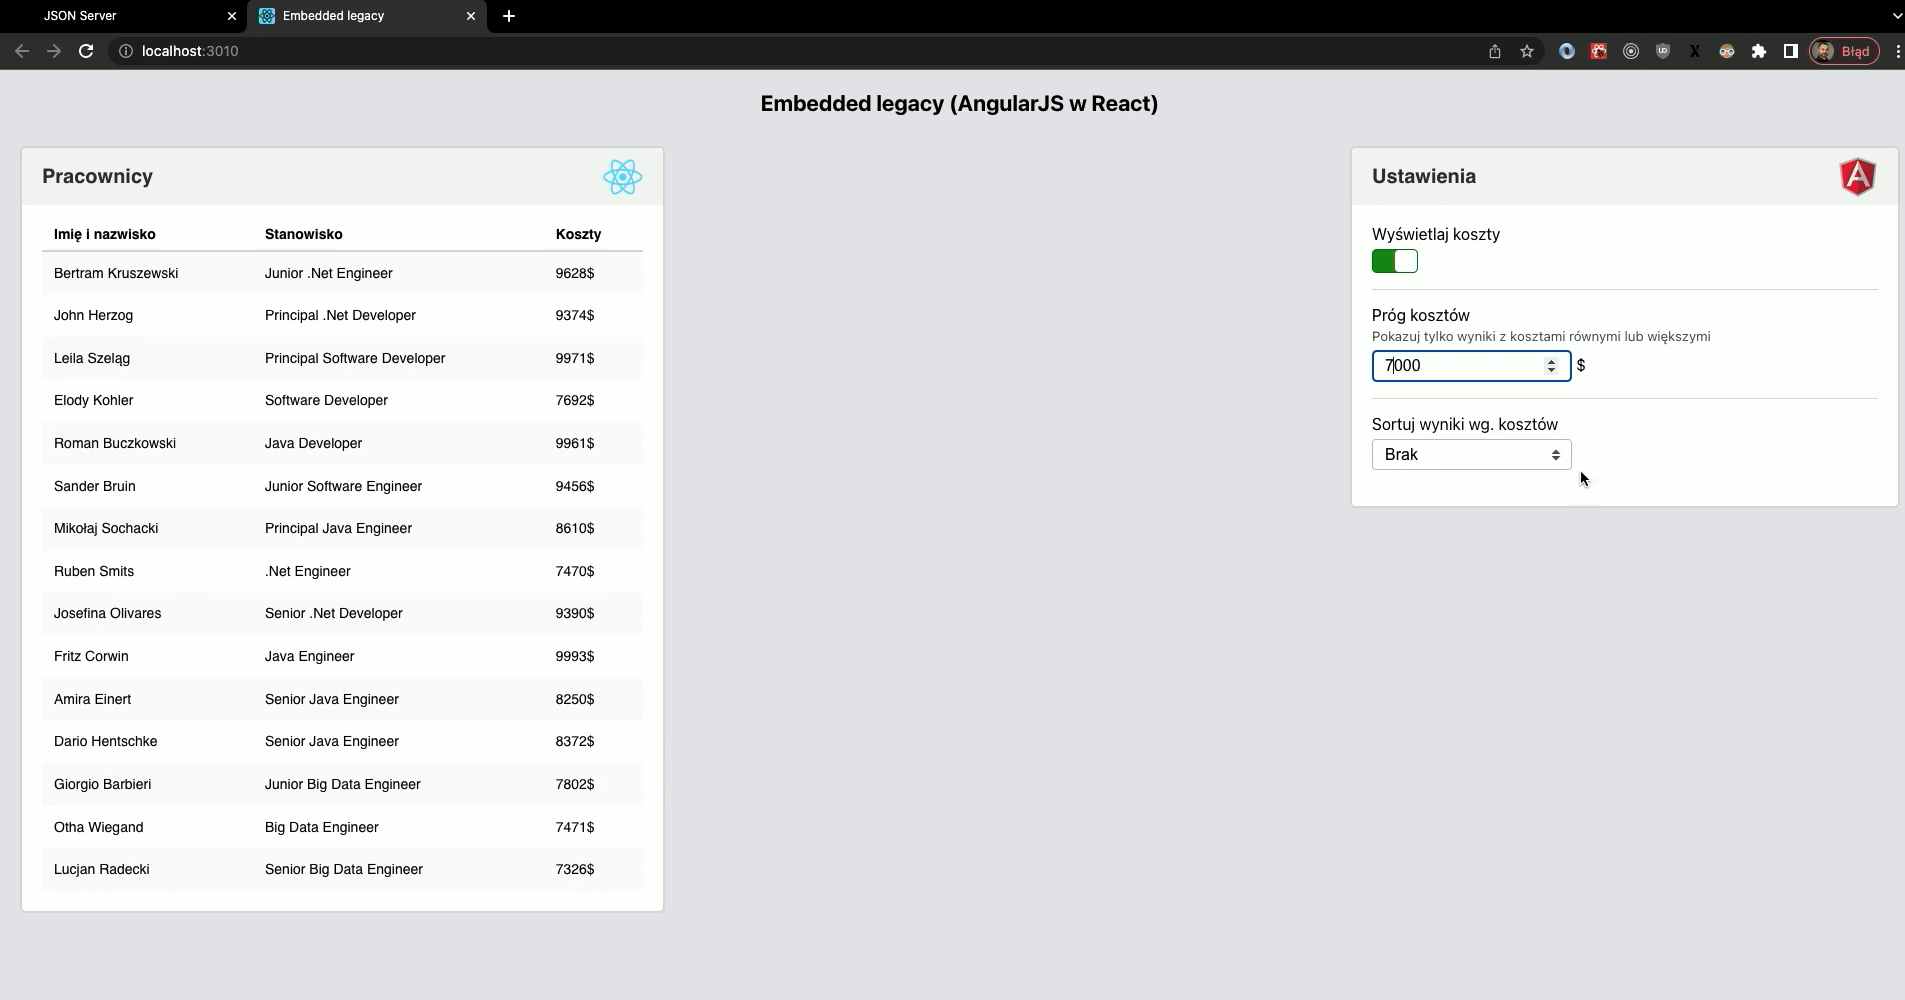 JSON Server
Embedded legacy
localhost:3010
Błąd
Embedded legacy (AngularJS w React)
Pracownicy
Imię i nazwisko Stanowisko Koszty
Bertram Kruszewski Junior .Net Engineer 9628$
John Herzog Principal .Net Developer 9374$
Leila Szeląg Principal Software Developer 9971$
Elody Kohler Software Developer 7692$
Roman Buczkowski Java Developer 9961$
Sander Bruin Junior Software Engineer 9456$
Mikołaj Sochacki Principal Java Engineer 8610$
Ruben Smits .Net Engineer 7470$
Josefina Olivares Senior .Net Developer 9390$
Fritz Corwin Java Engineer 9993$
Amira Einert Senior Java Engineer 8250$
Dario Hentschke Senior Java Engineer 8372$
Giorgio Barbieri Junior Big Data Engineer 7802$
Otha Wiegand Big Data Engineer 7471$
Lucjan Radecki Senior Big Data Engineer 7326$
Ustawienia
Wyświetlaj koszty
Próg kosztów
Pokazuj tylko wyniki z kosztami równymi lub większymi
7000 $
Sortuj wyniki wg. kosztów
Brak